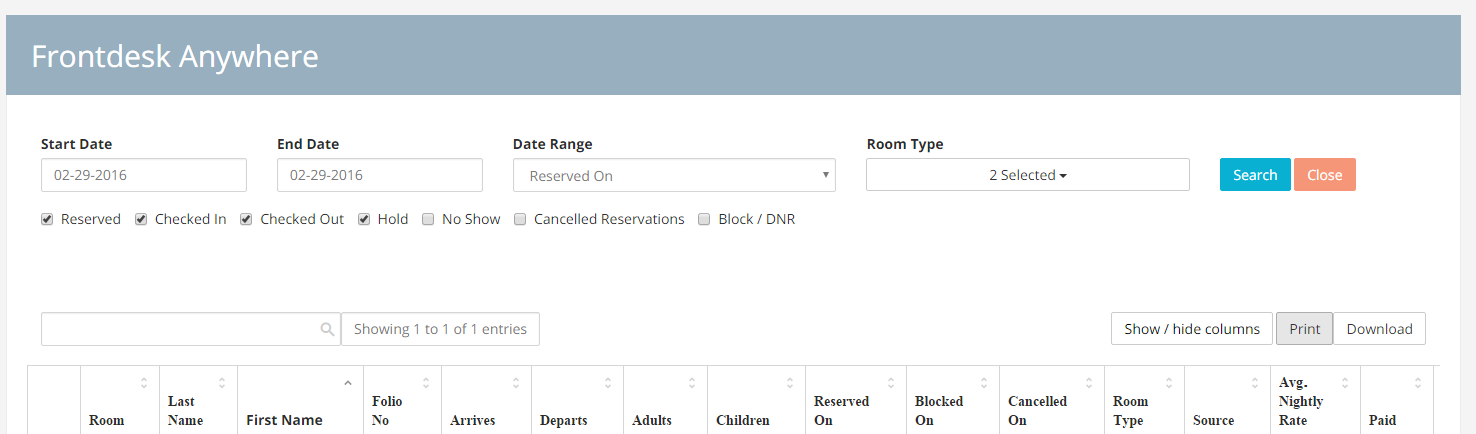 Frontdesk Anywhere
Start Date End Date Date Range Room Type
02-29-2016 02-29-2016 Reserved On 2 Selected Search Close
Reserved Checked In Checked Out Hold No Show Cancelled Reservations Block / DNR
Showing 1 to 1 of 1 entries Show / hide columns Print Download
Room
Last Name
First Name
Folio No
Arrives
Departs
Adults
Children
Reserved On
Blocked On
Cancelled On
Room Type
Source
Avg. Nightly Rate
Paid